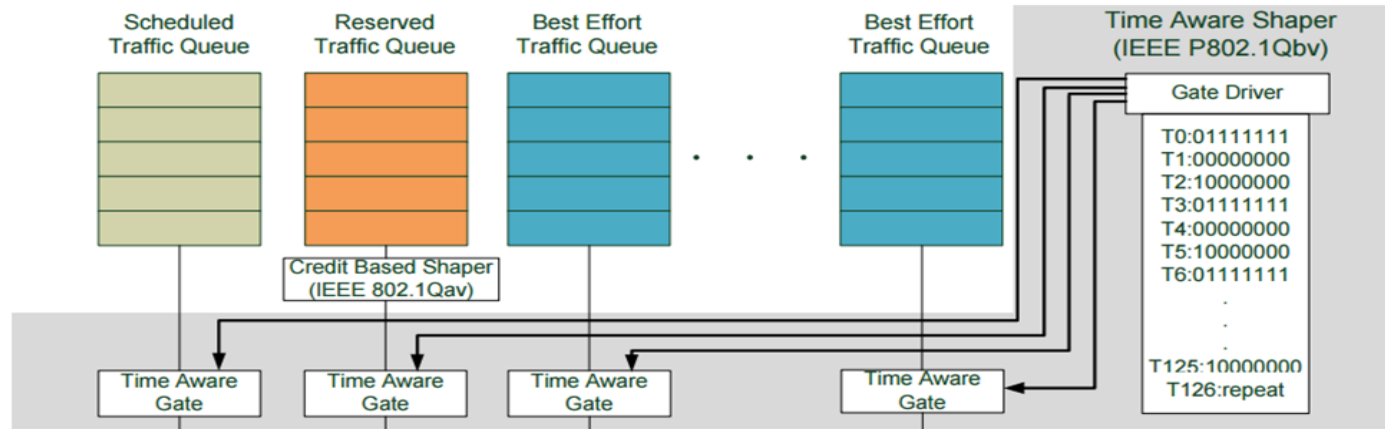 Scheduled
Traffic Queue
Reserved
Traffic Queue
Best Effort
Traffic Queue
Best Effort
Traffic Queue
Time Aware Shaper
(IEEE P802.1Qbv)
Gate Driver
T0:01111111
T1:00000000
T2:10000000
T3:01111111
T4:00000000
T5:10000000
T6:01111111
.
.
.
T125:10000000
T126:repeat
. . .
Credit Based Shaper
(IEEE 802.1Qav)
Time Aware
Gate
Time Aware
Gate
Time Aware
Gate
Time Aware
Gate